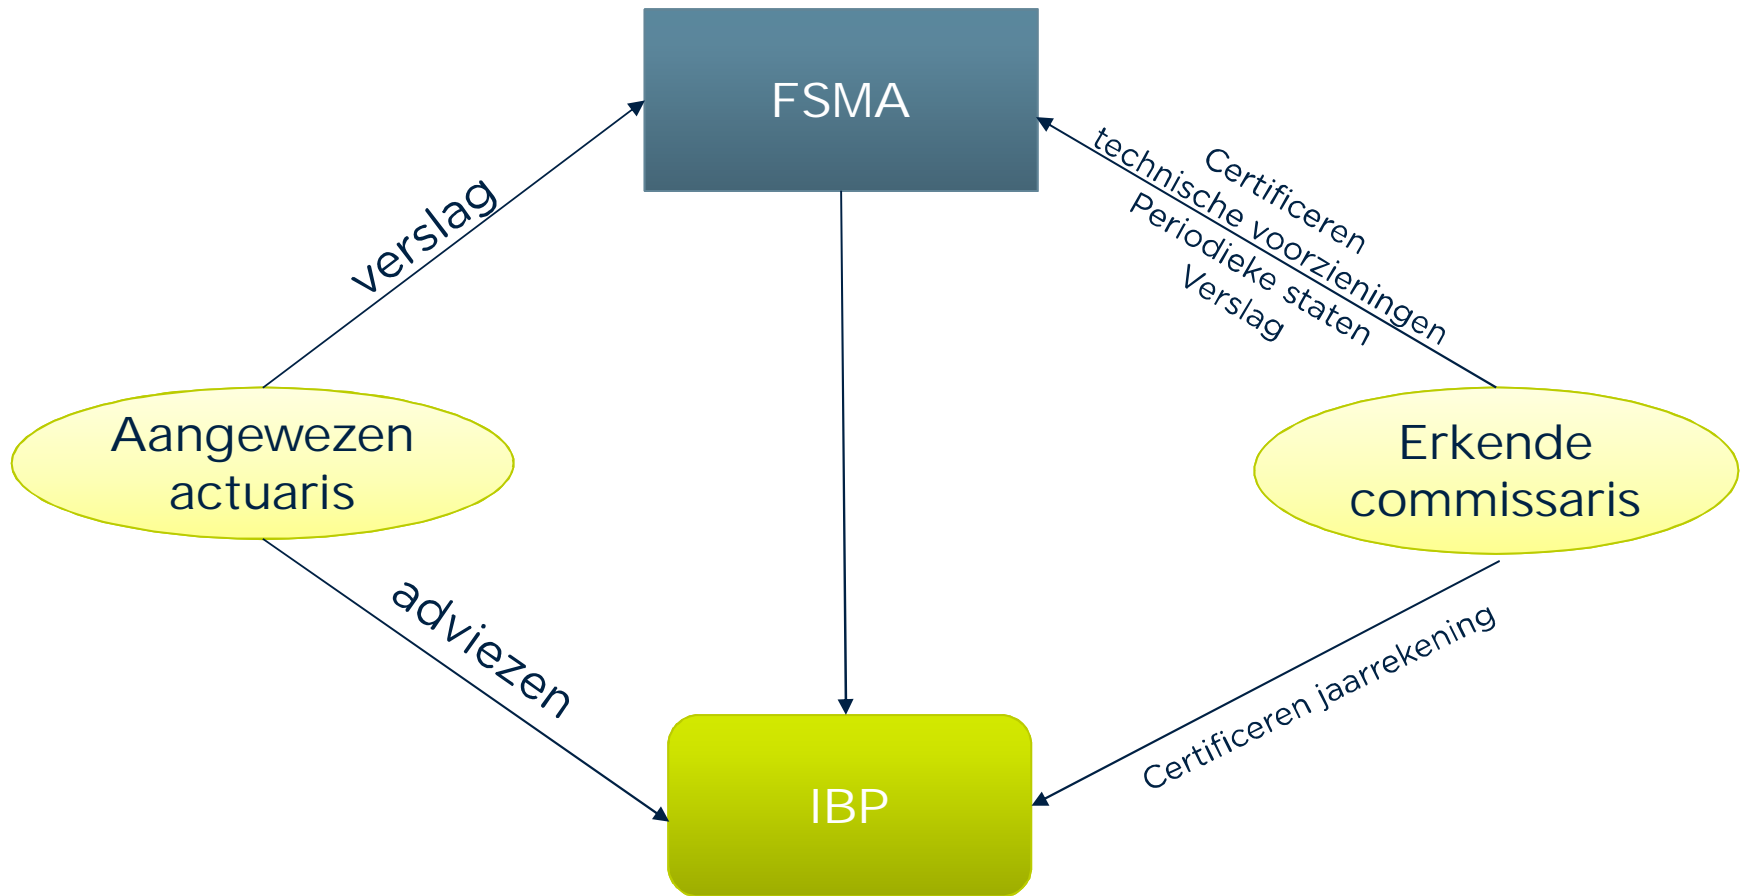 FSMA
verslag
Certificeren
technische voorzieningen
Periodieke staten
Verslag
Aangewezen
actuaris
Erkende
commissaris
adviezen
Certificeren jaarrekening
IBP